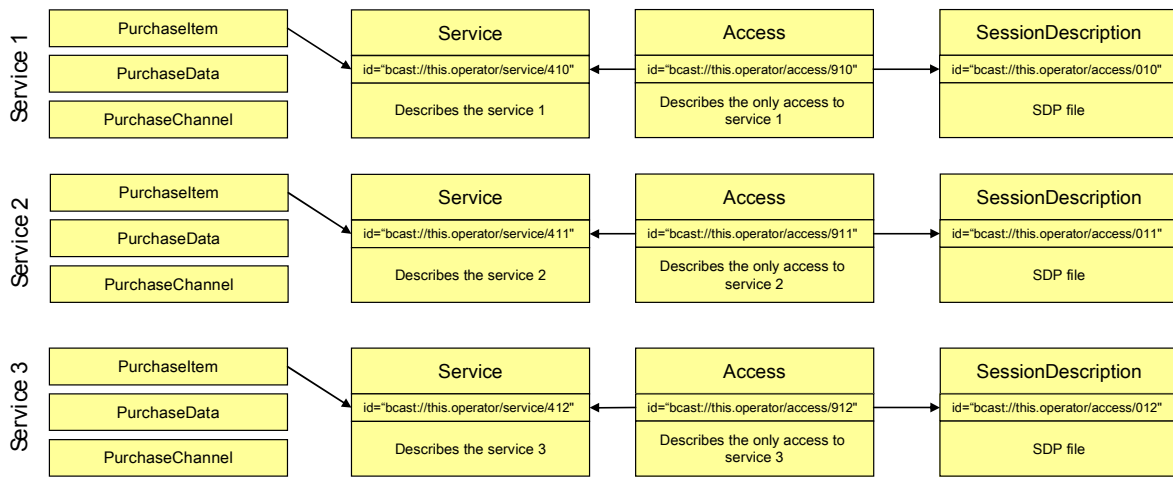 Service 1
PurchaseItem
PurchaseData
PurchaseChannel
Service
id=“bcast://this.operator/service/410"
Describes the service 1
Access
id=“bcast://this.operator/access/910"
Describes the only access to
service 1
SessionDescription
id=“bcast://this.operator/access/010"
SDP file
Service 2
PurchaseItem
PurchaseData
PurchaseChannel
Service
id=“bcast://this.operator/service/411"
Describes the service 2
Access
id=“bcast://this.operator/access/911"
Describes the only access to
service 2
SessionDescription
id=“bcast://this.operator/access/011"
SDP file
Service 3
PurchaseItem
PurchaseData
PurchaseChannel
Service
id=“bcast://this.operator/service/412"
Describes the service 3
Access
id=“bcast://this.operator/access/912"
Describes the only access to
service 3
SessionDescription
id=“bcast://this.operator/access/012"
SDP file